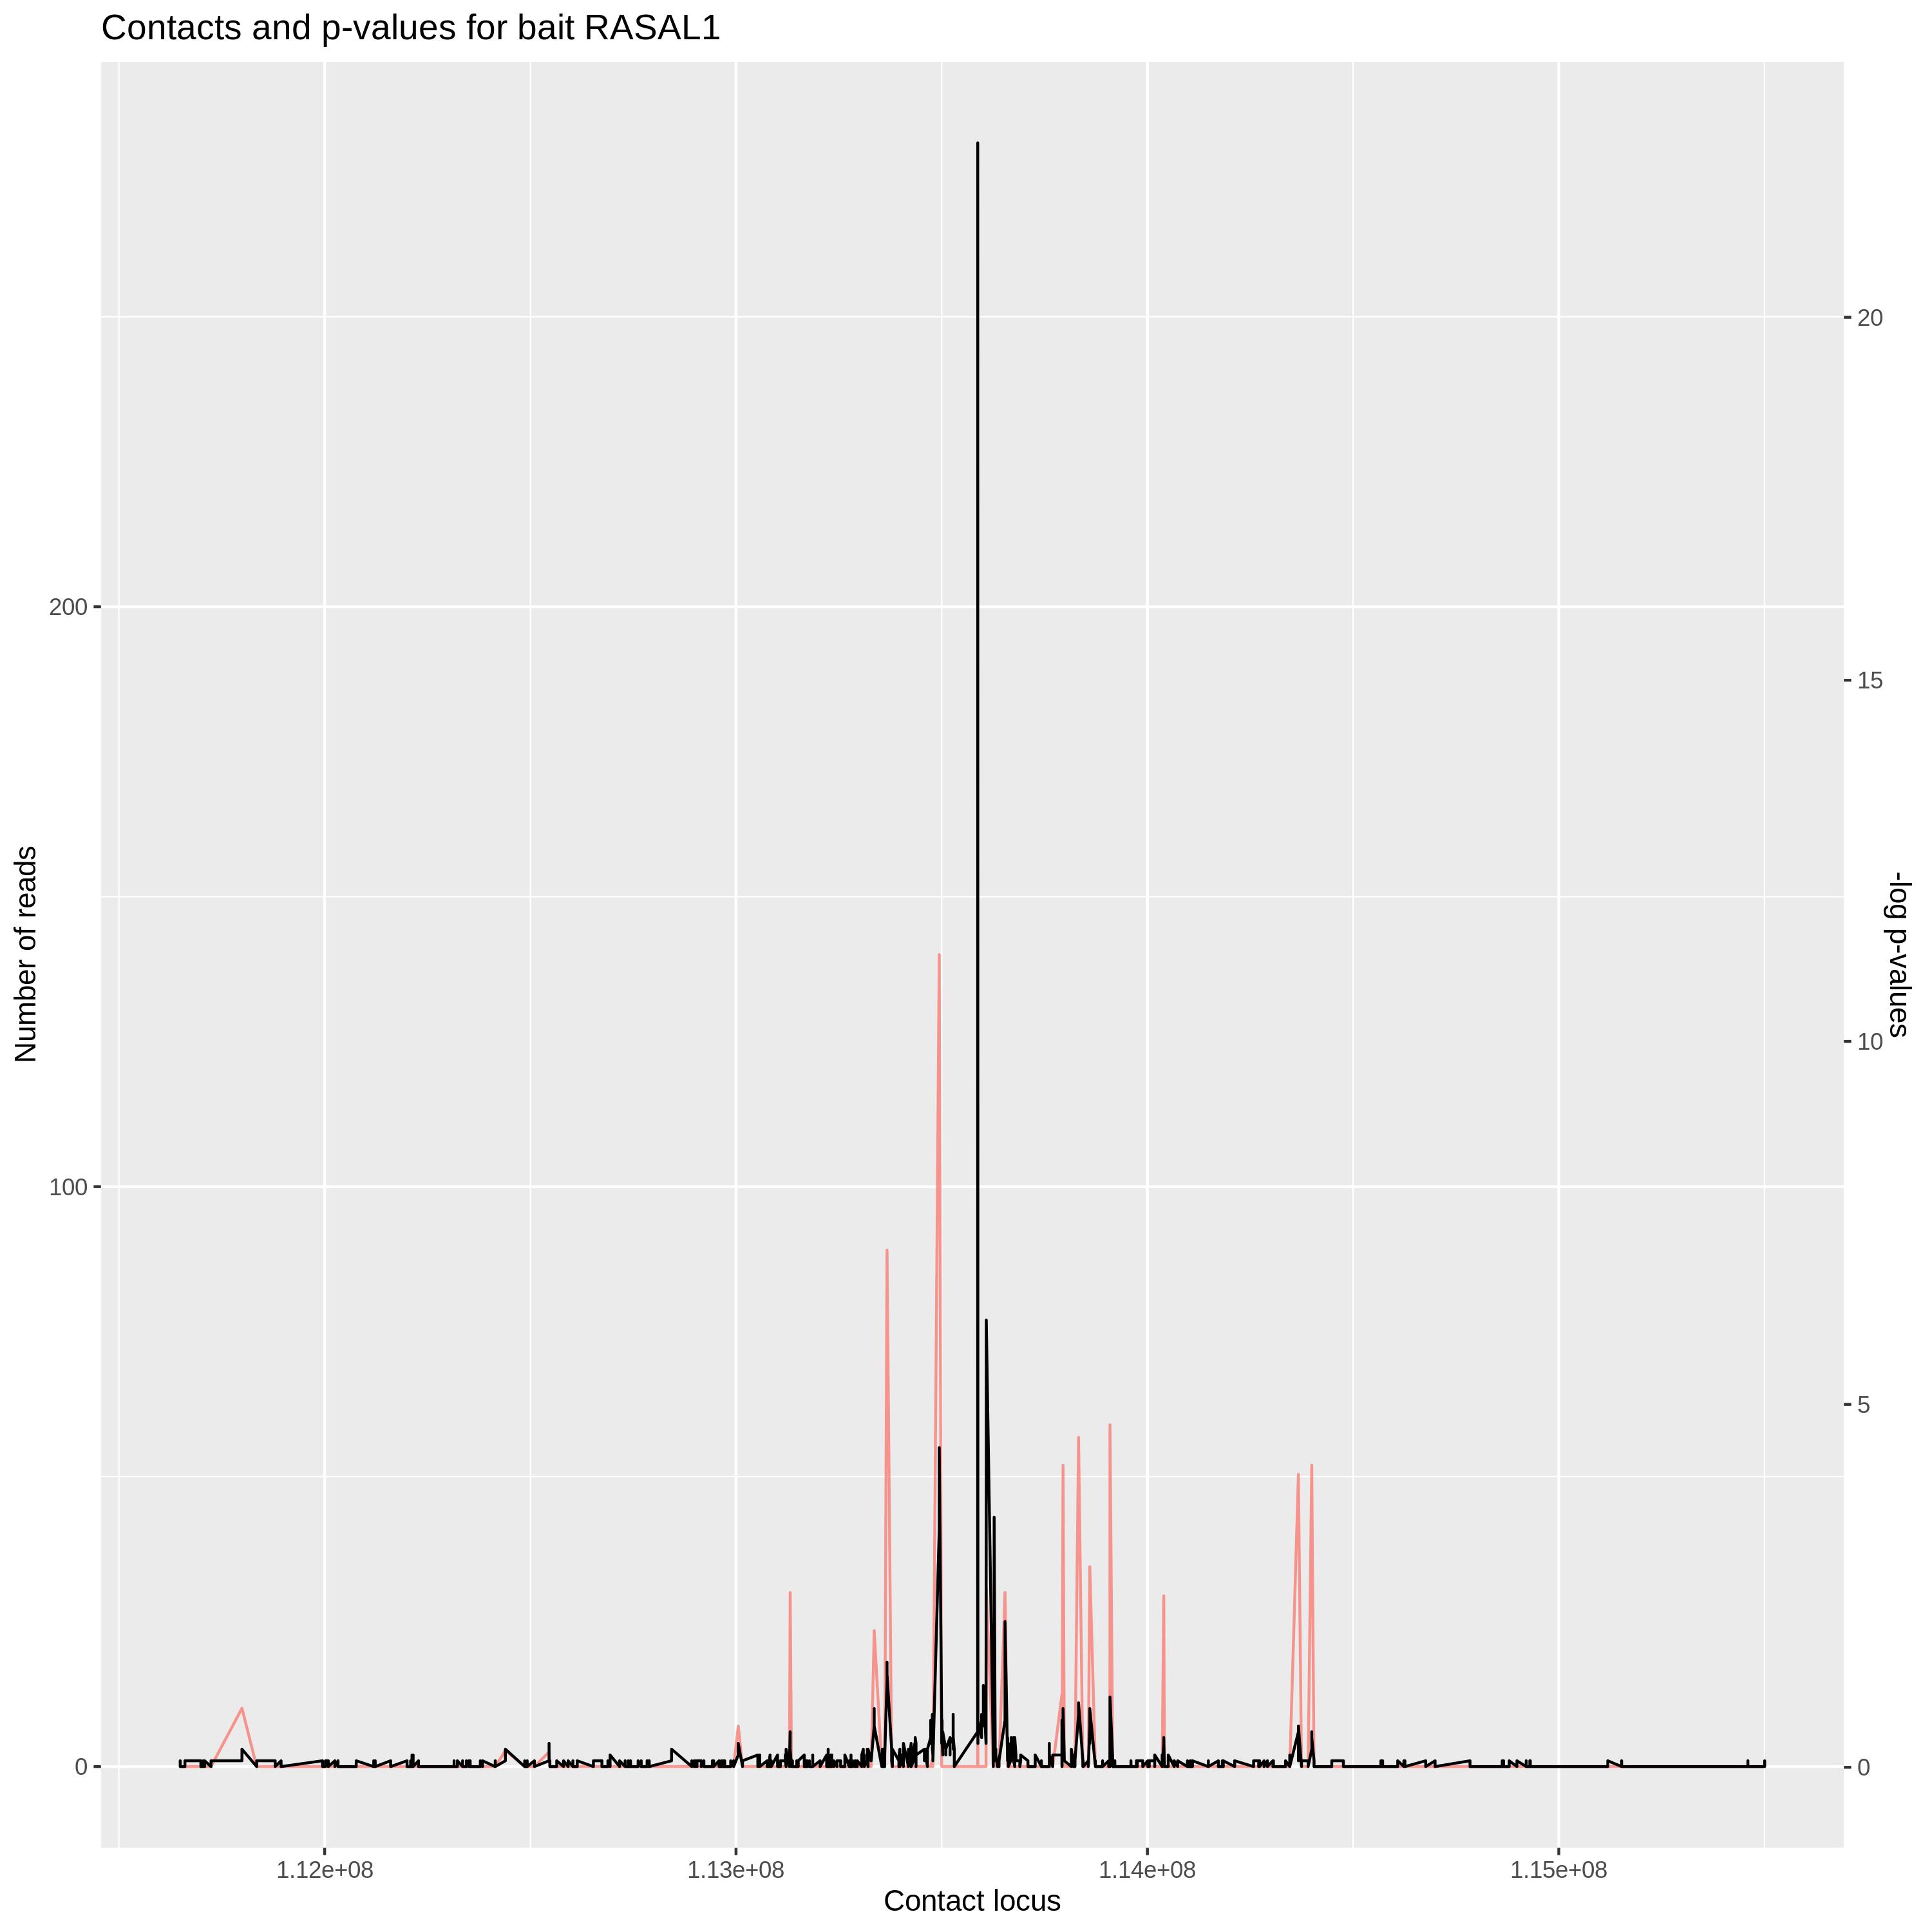 Contacts and p-values for bait RASAL1
Number of reads
200
100
0
20
15
10
5
0
-log p-values
1.12e+08
1.13e+08
1.14e+08
1.15e+08
Contact locus